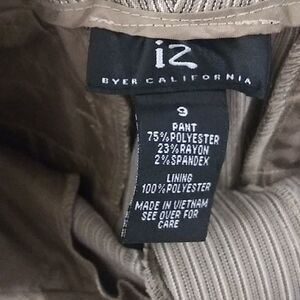 iz
BYER CALIFORNIA
9
PANT
75%POLYESTER
23%RAYON
2%SPANDEX
LINING
100%POLYESTER
MADE IN VIETNAM
SEE OVER FOR
CARE